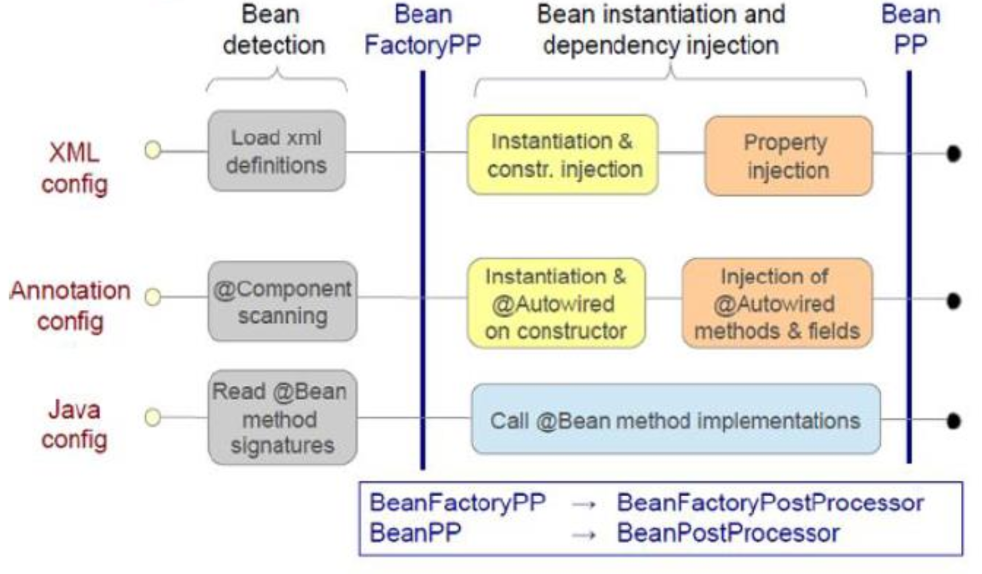 Bean
detection
Bean
FactoryPP
Bean instantiation and
dependency injection
Bean
PP
XML
config
Load xml
definitions
Instantiation &
constr. injection
Property
injection
Annotation
config
@Component
scanning
Instantiation &
@Autowired
on constructor
Injection of
@Autowired
methods & fields
Java
config
Read @Bean
method
signatures
Call @Bean method implementations
BeanFactoryPP → BeanFactoryPostProcessor
BeanPP → BeanPostProcessor